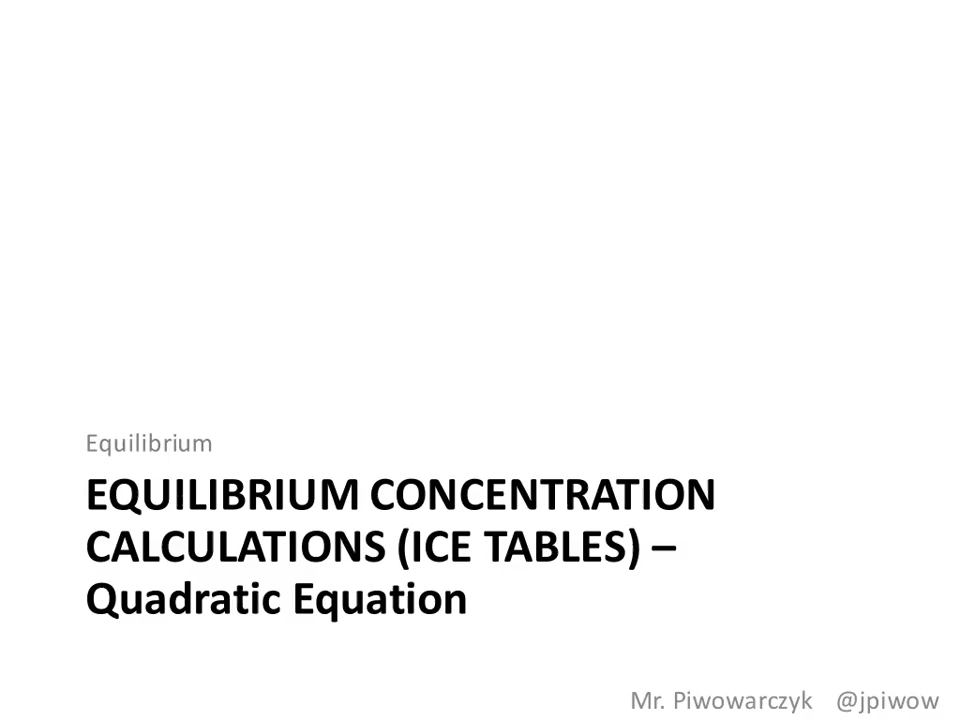 Equilibrium
EQUILIBRIUM CONCENTRATION
CALCULATIONS (ICE TABLES) –
Quadratic Equation
Mr. Piwowarczyk @jpiwow